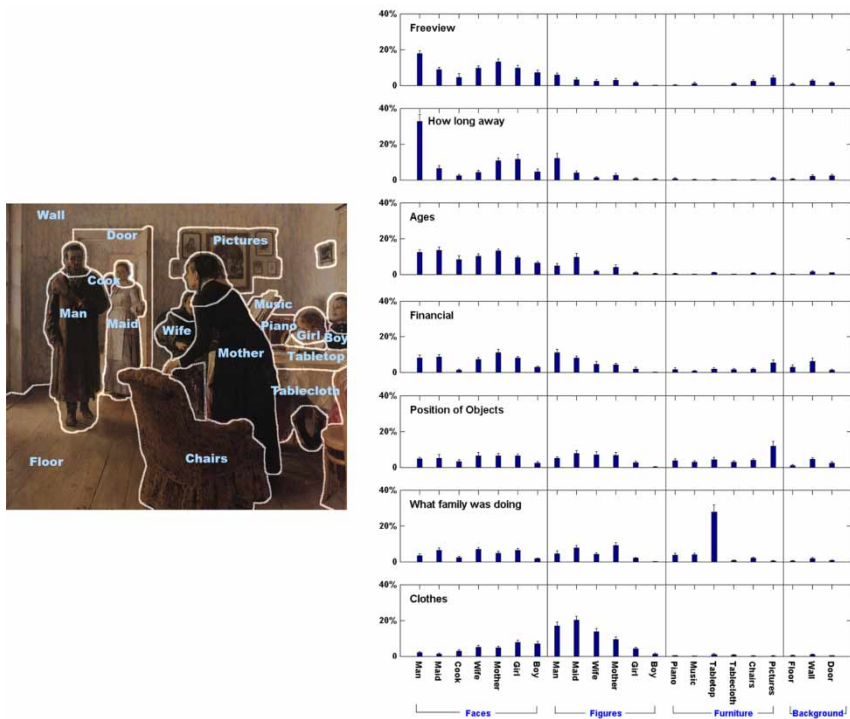 Wall
Door
Pictures
Cook
Man
Maid
Wife
Music
Piano
Girl
Boy
Mother
Tabletop
Tablecloth
Floor
Chairs
40%
Freeview
20%
0
40%
How long away
20%
0
40%
Ages
20%
0
40%
Financial
20%
0
40%
Position of Objects
20%
0
40%
What family was doing
20%
0
40%
Clothes
20%
0
Man
Maid
Cook
Wife
Mother
Girl
Boy
Man
Maid
Wife
Mother
Girl
Boy
Piano
Music
Tabletop
Tablecloth
Chairs
Pictures
Floor
Wall
Door
Faces
Figures
Furniture
Background